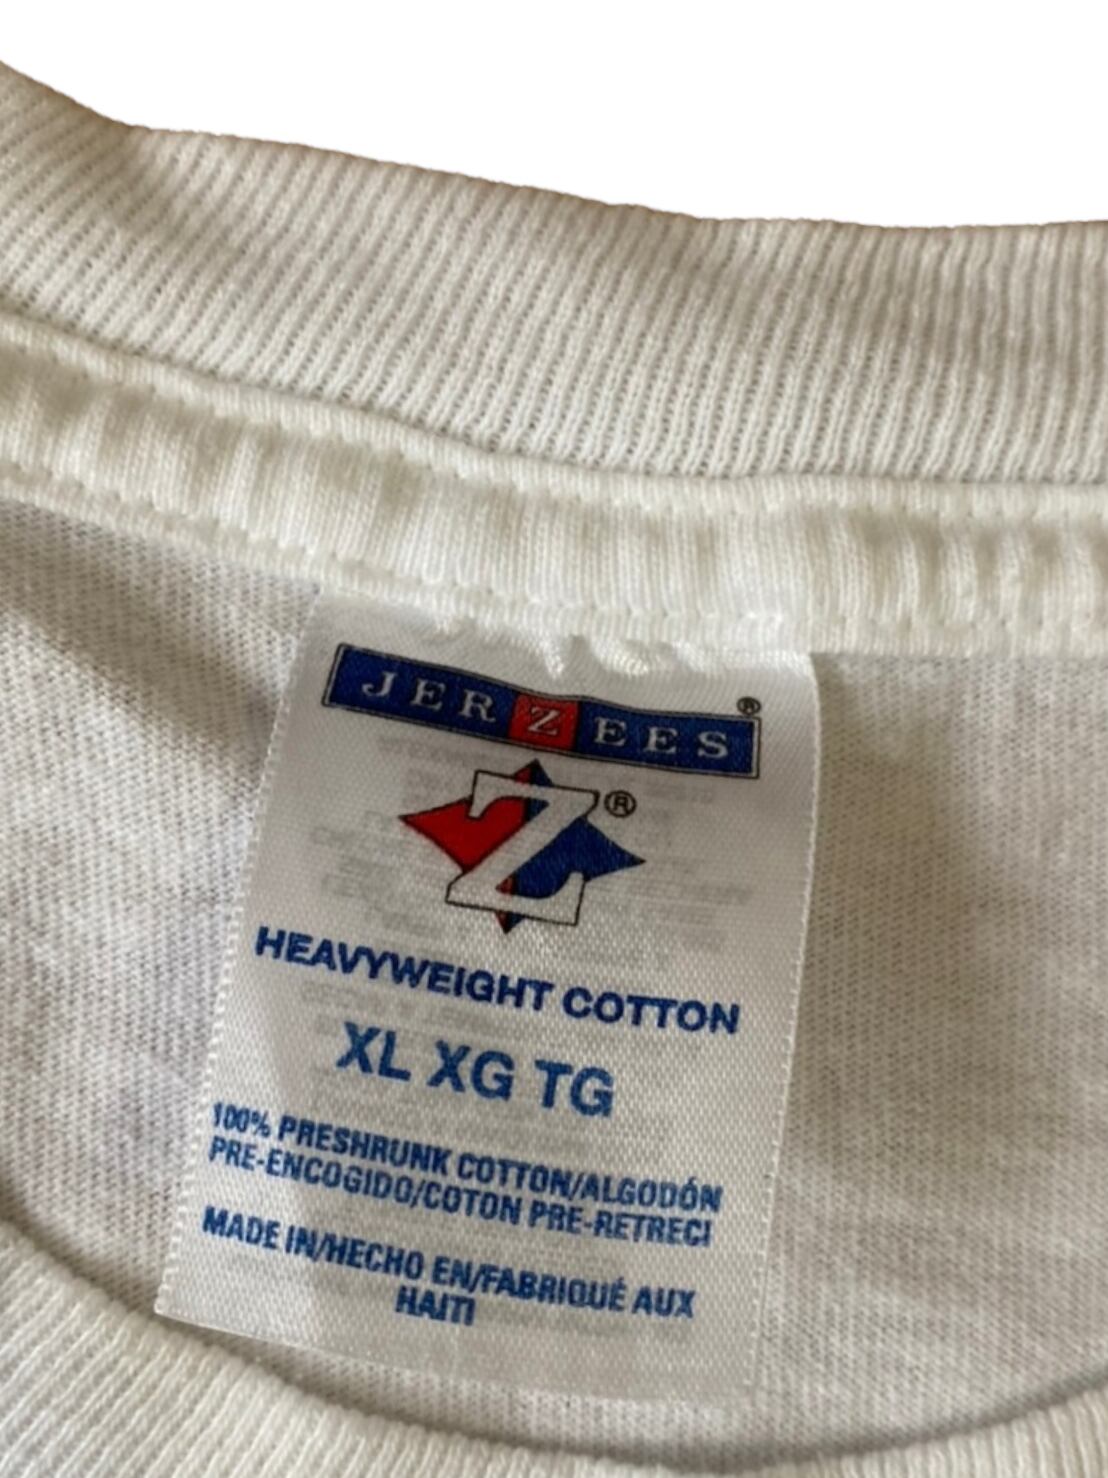 JERZEES®
Z®
HEAVYWEIGHT COTTON
XL XG TG
100% PRESHRUNK COTTON/ALGODÓN
PRE-ENCOGIDO/COTON PRE-RETRECI
MADE IN/HECHO EN/FABRIQUÉ AUX
HAITI